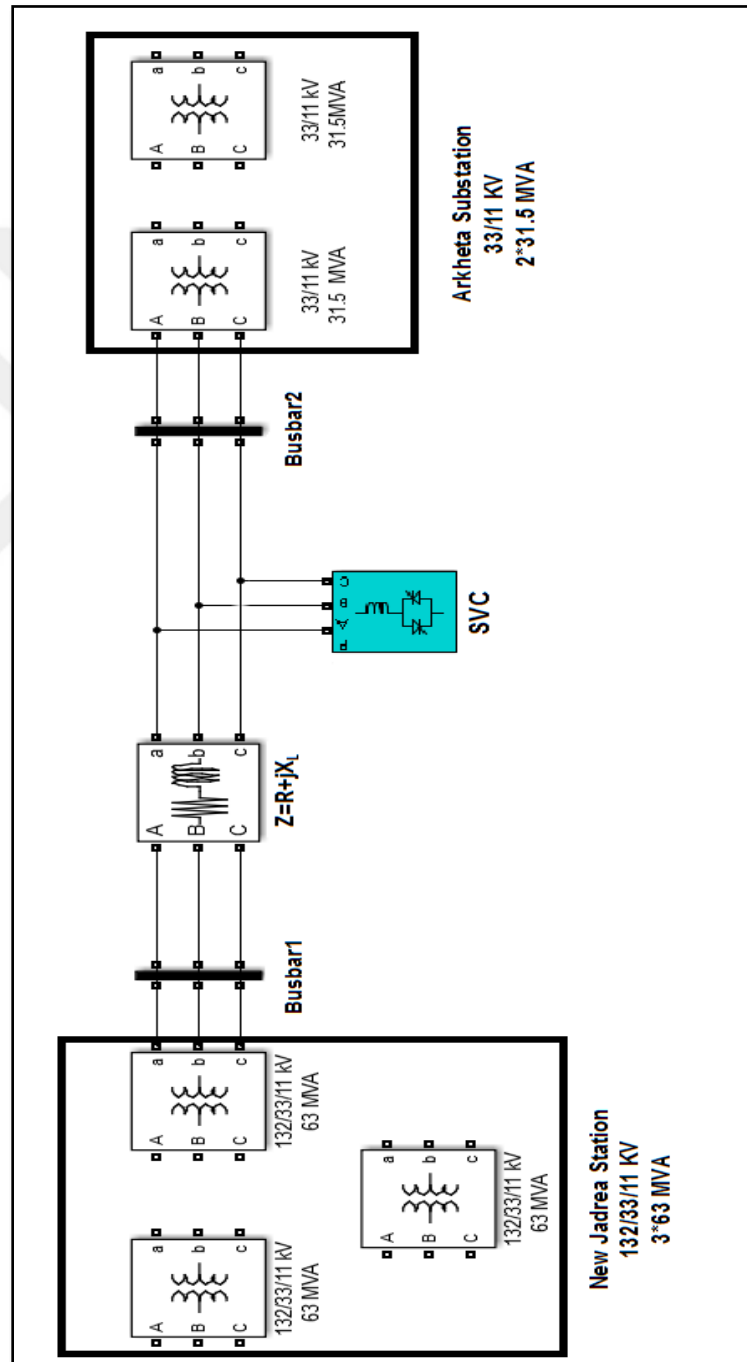 a
b
c
A
B
C
33/11 kV
31.5MVA
a
b
c
A
B
C
33/11 kV
31.5 MVA
Arkheta Substation
33/11 KV
2*31.5 MVA
Busbar2
A
B
C
SVC
a
b
c
A
B
C
Z=R+jXL
Busbar1
a
b
c
A
B
C
132/33/11 kV
63 MVA
a
b
c
A
B
C
132/33/11 kV
63 MVA
a
b
c
A
B
C
132/33/11 kV
63 MVA
New Jadrea Station
132/33/11 KV
3*63 MVA